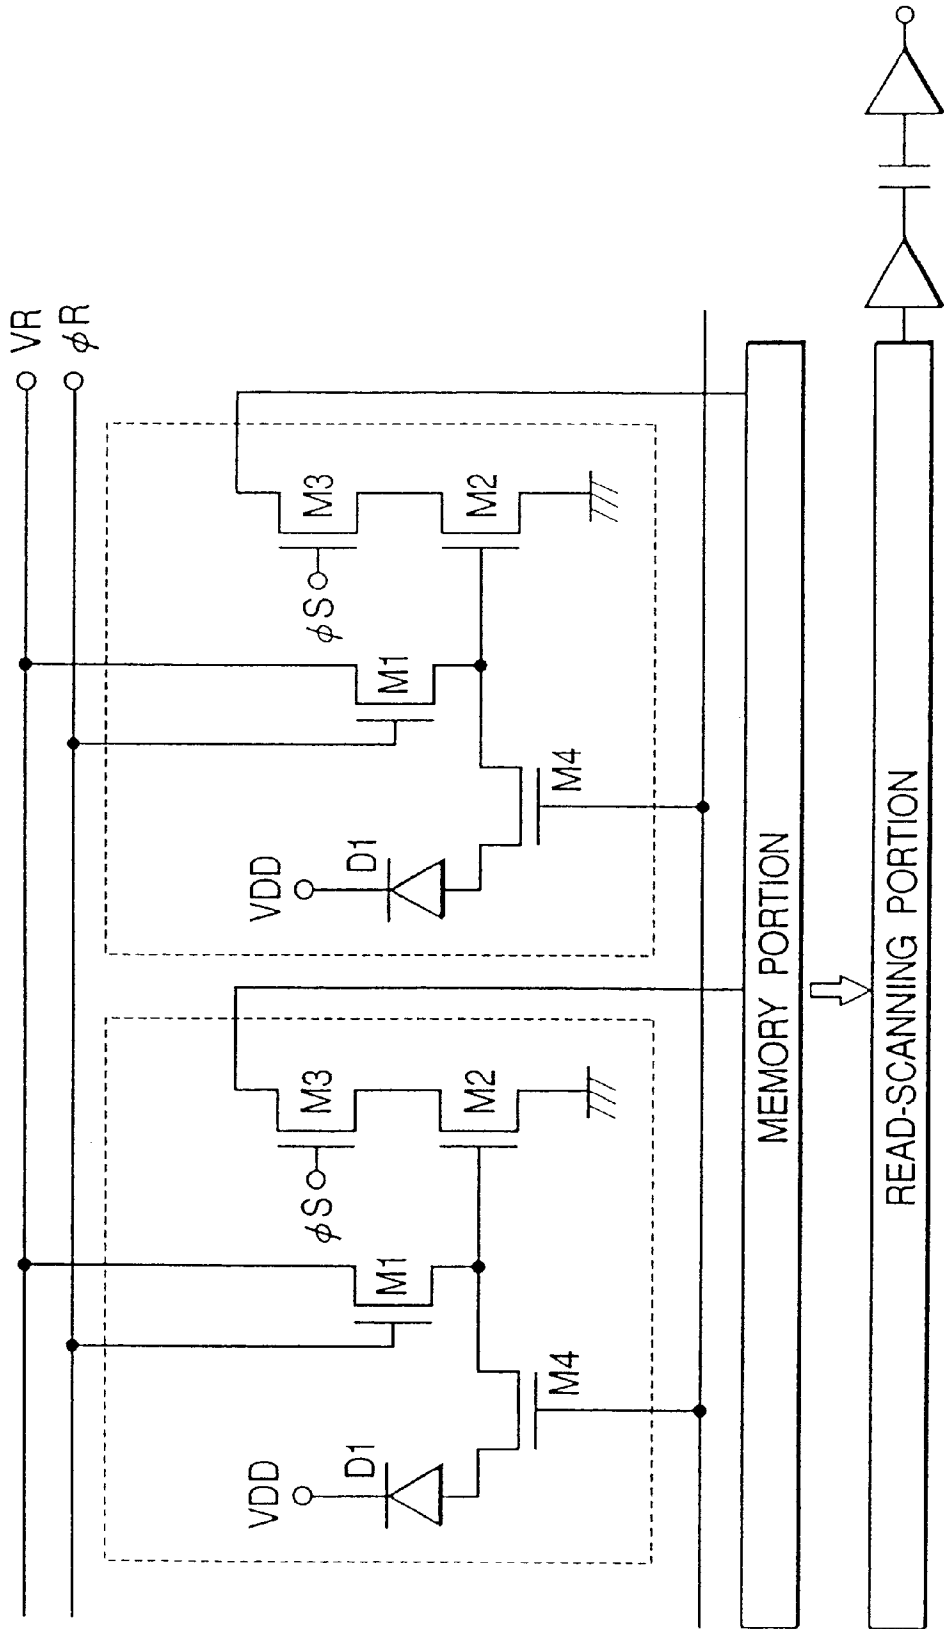 VR
φR
VDD
D1
M4
M1
φS
M3
M2
VDD
D1
M4
M1
φS
M3
M2
MEMORY PORTION
READ-SCANNING PORTION